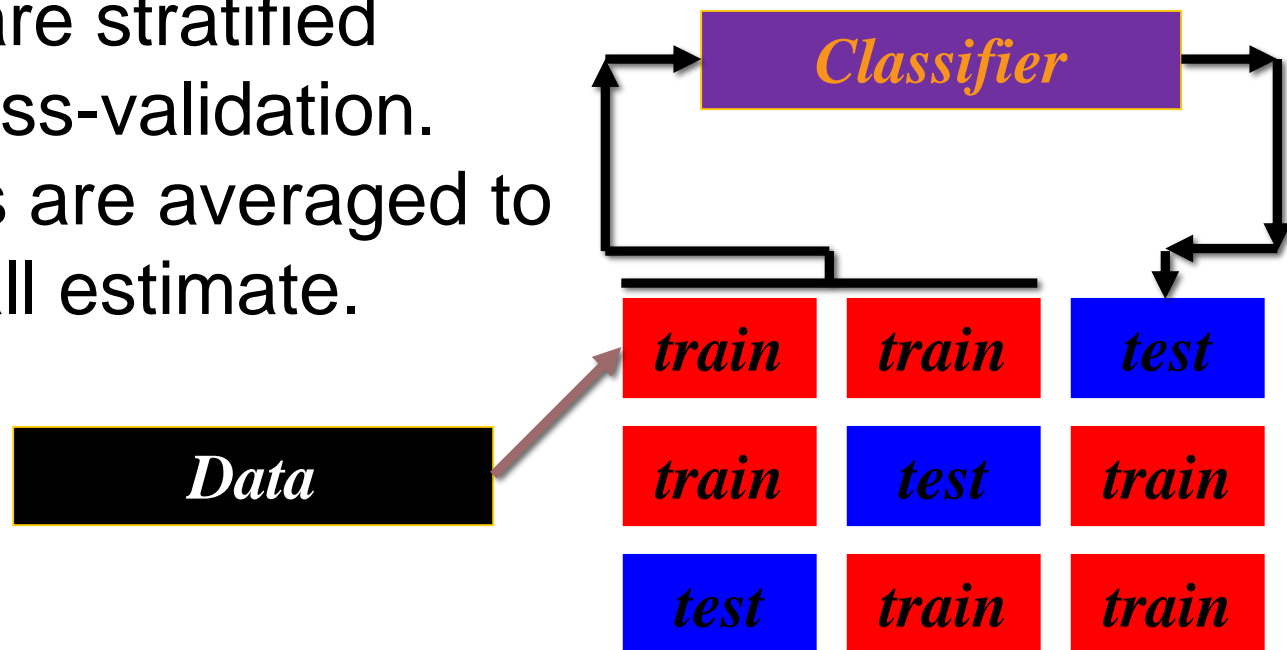 are stratified
ss-validation.
s are averaged to
ll estimate.
Classifier
train train test
Data
train test train
test train train